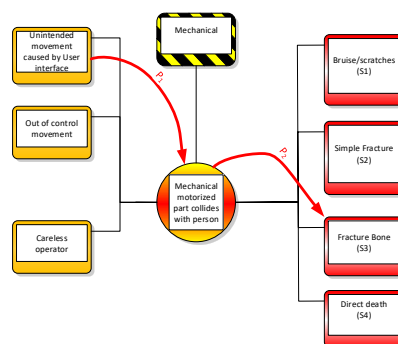 Unintended
movement
caused by User
interface
Mechanical
P1
Bruise/scratches
(S1)
Out of control
movement
Simple Fracture
(S2)
P2
Mechanical
motorized
part collides
with person
Careless
operator
Fracture Bone
(S3)
Direct death
(S4)